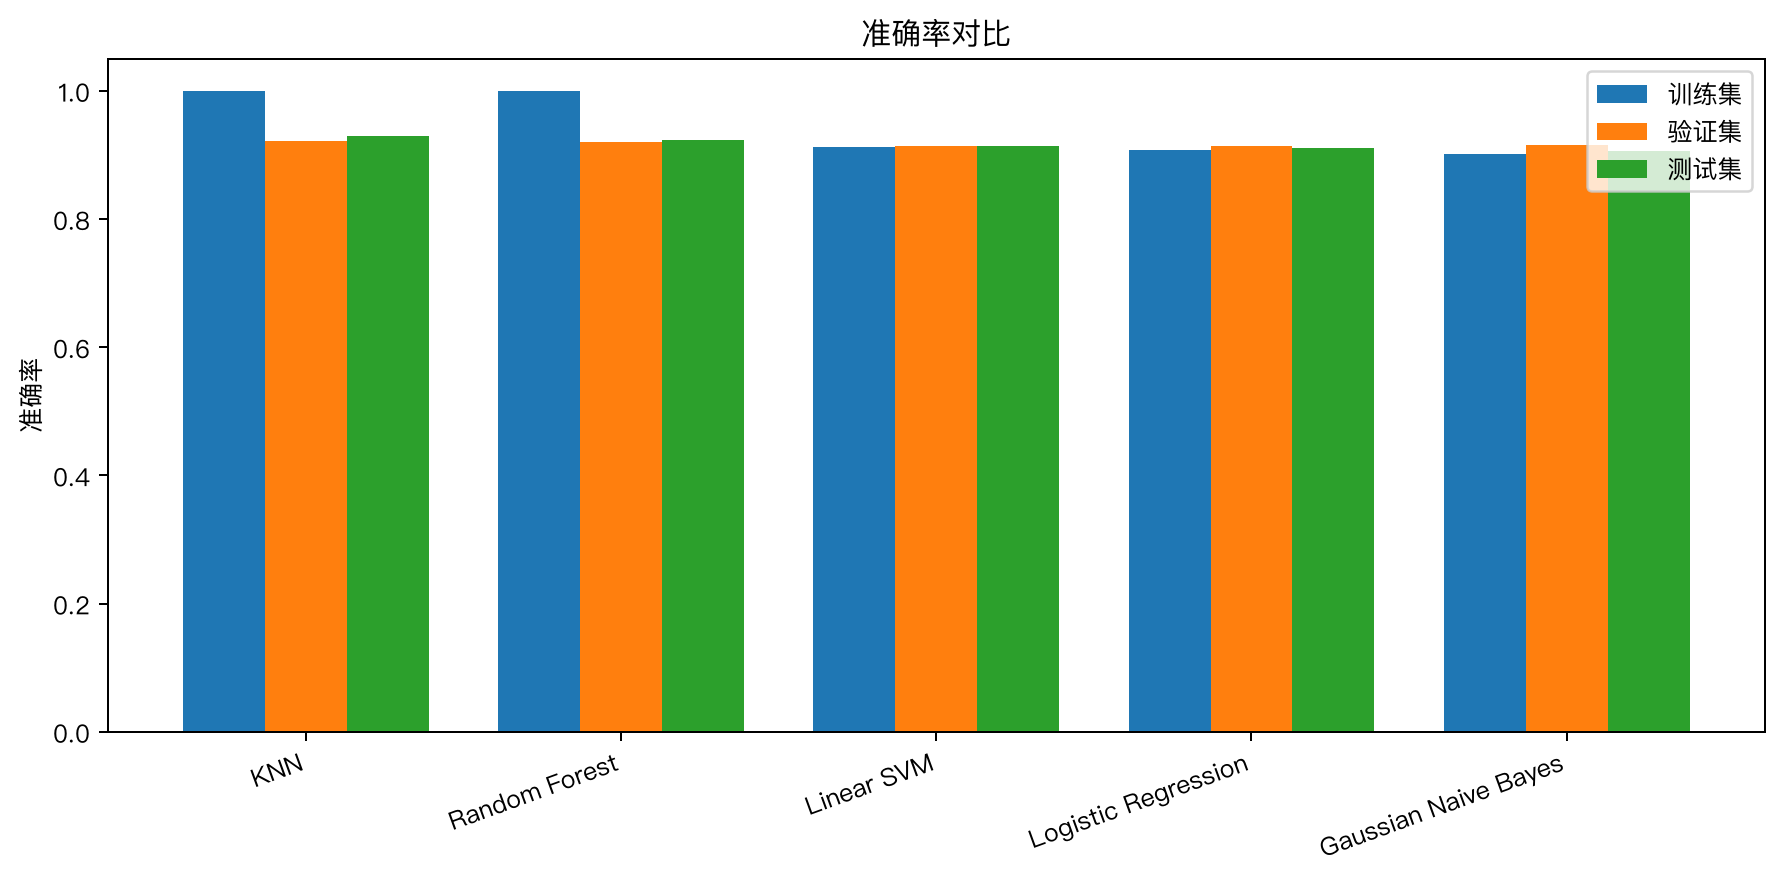 准确率对比
训练集
验证集
测试集
准确率
1.0
0.8
0.6
0.4
0.2
0.0
KNN
Random Forest
Linear SVM
Logistic Regression
Gaussian Naive Bayes